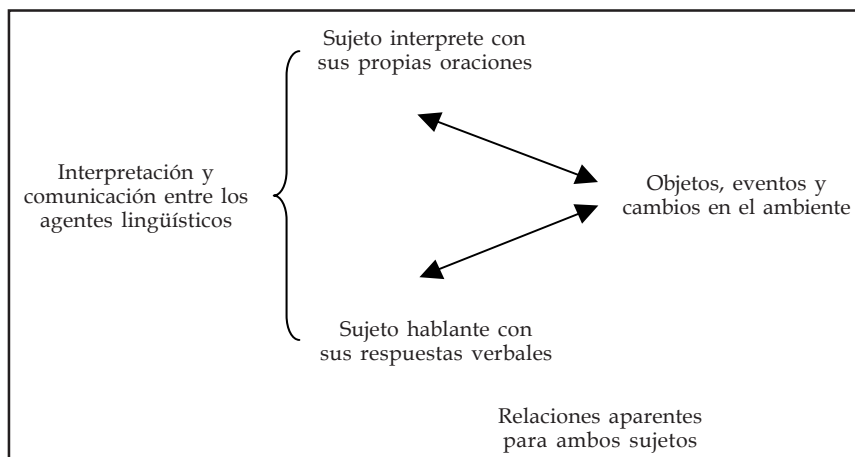 Sujeto interprete con
sus propias oraciones
Interpretación y
comunicación entre los
agentes lingüísticos
Objetos, eventos y
cambios en el ambiente
Sujeto hablante con
sus respuestas verbales
Relaciones aparentes
para ambos sujetos